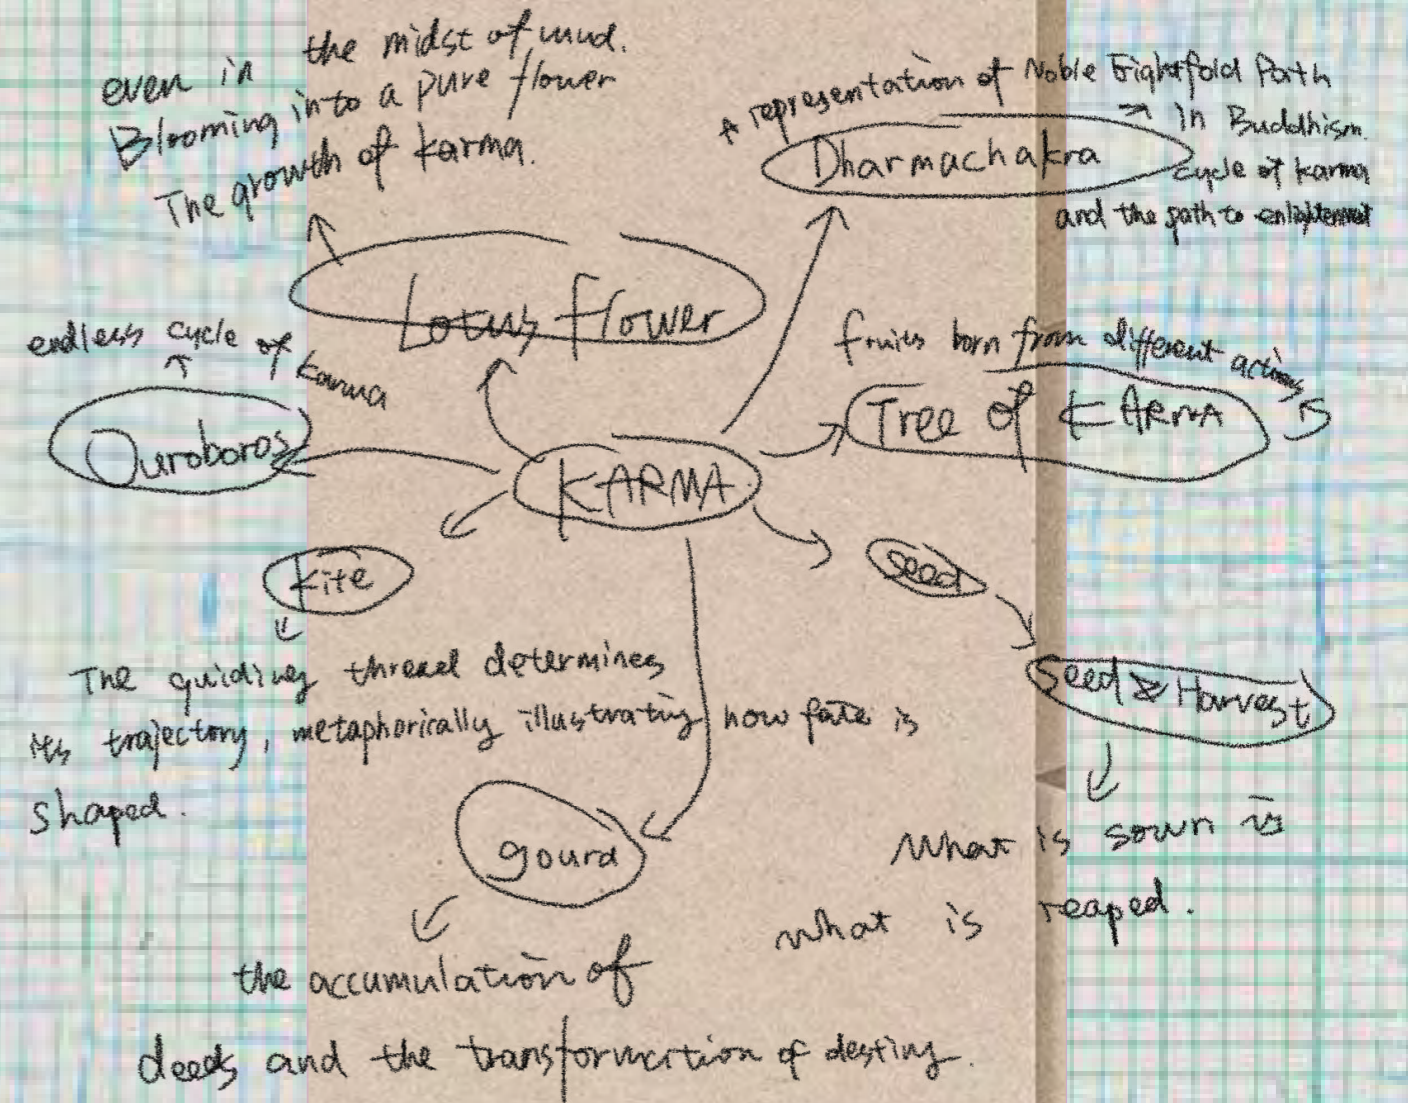 even in the midst of mud.
Blooming into a pure flower
The growth of karma.
A representation of Noble Eightfold Path
in Buddhism.
Dharmachakra
cycle of karma
and the path to enlightenment
Lotus flower
endless cycle of
karma
Ouroboros
fruits born from different actions
Tree of KARMA
KARMA
kite
seed
The guiding thread determines
its trajectory, metaphorically illustrating how fate is
shaped.
Seed & Harvest
gourd
What is sown is
what is reaped.
the accumulation of
deeds and the transformation of destiny.